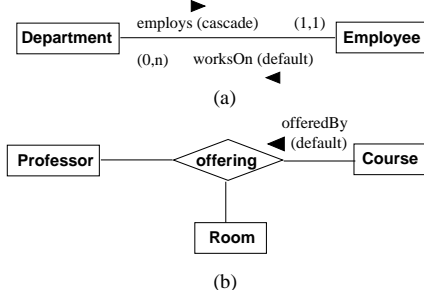 employs (cascade) (1,1)
Department Employee
(0,n) worksOn (default)
(a)
offeredBy
(default)
Professor offering Course
Room
(b)